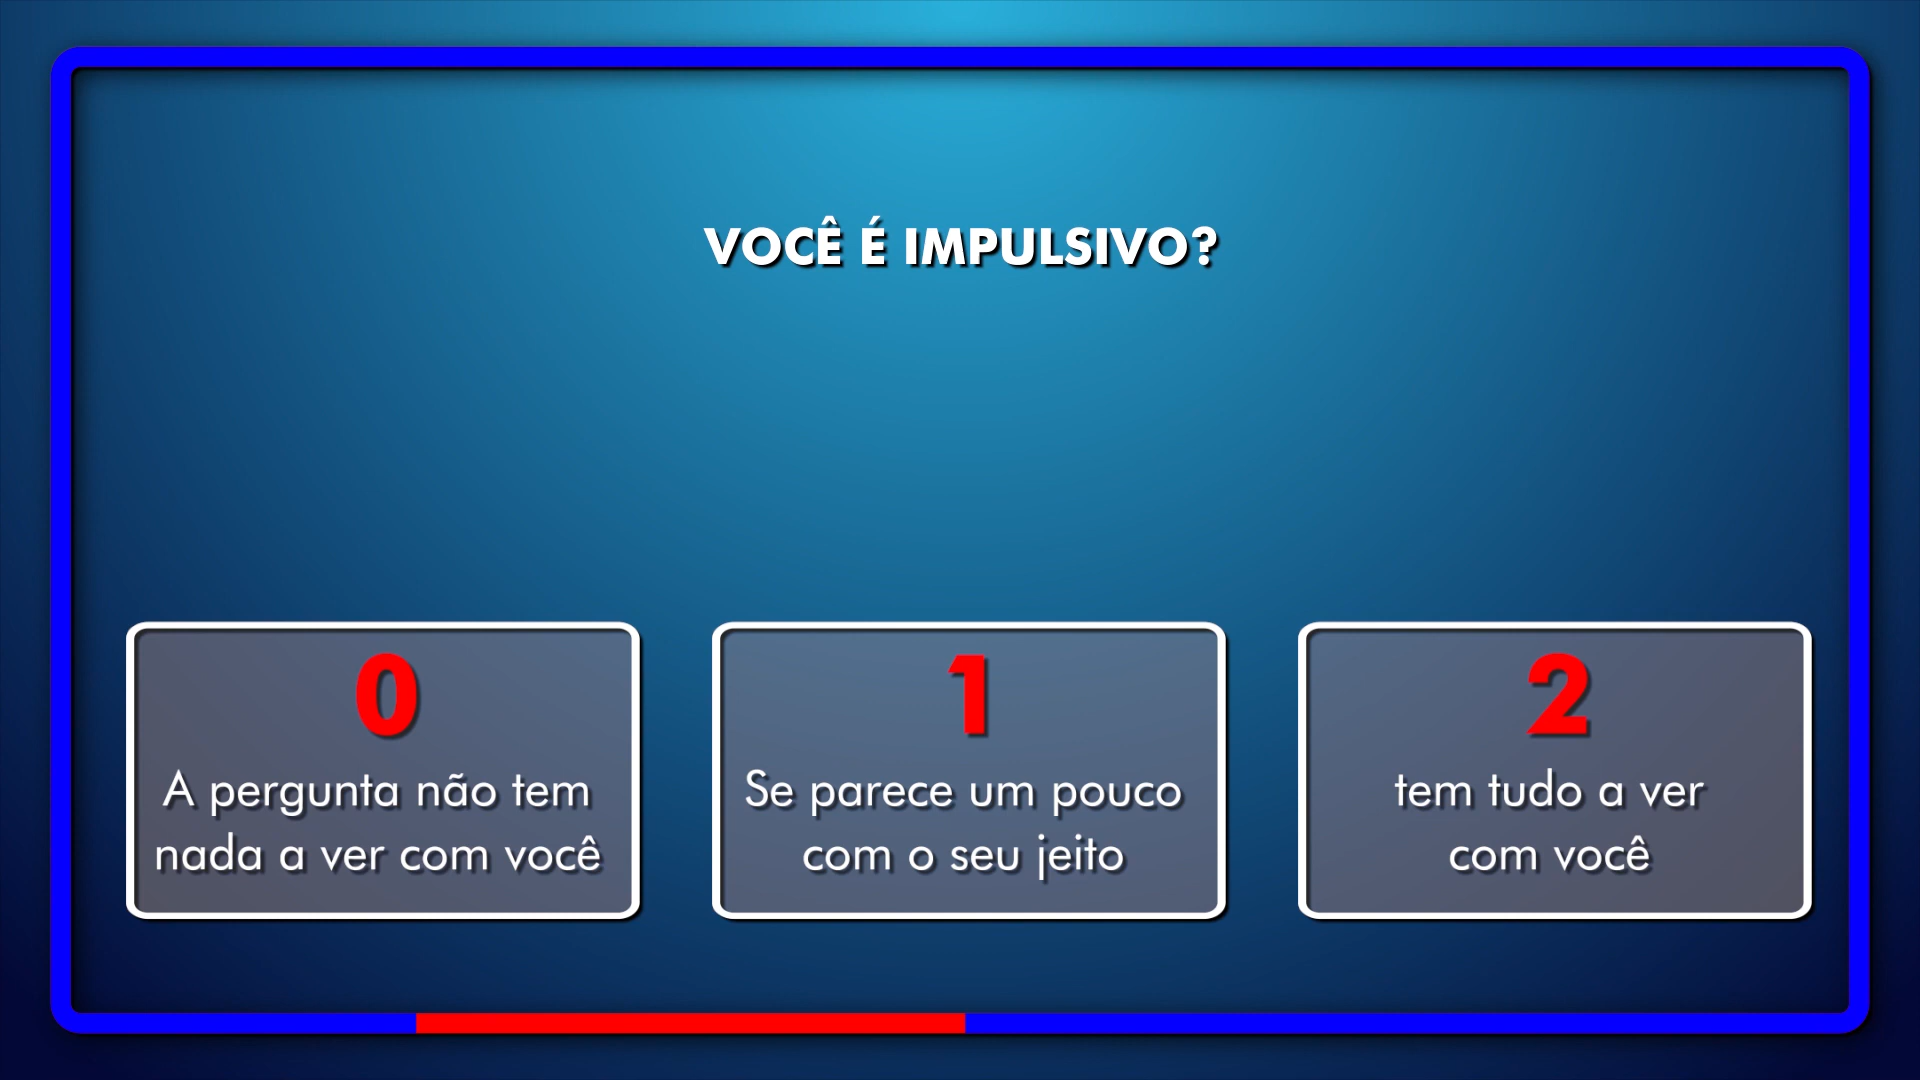 VOCÊ É IMPULSIVO?
0
A pergunta não tem
nada a ver com você
1
Se parece um pouco
com o seu jeito
2
tem tudo a ver
com você